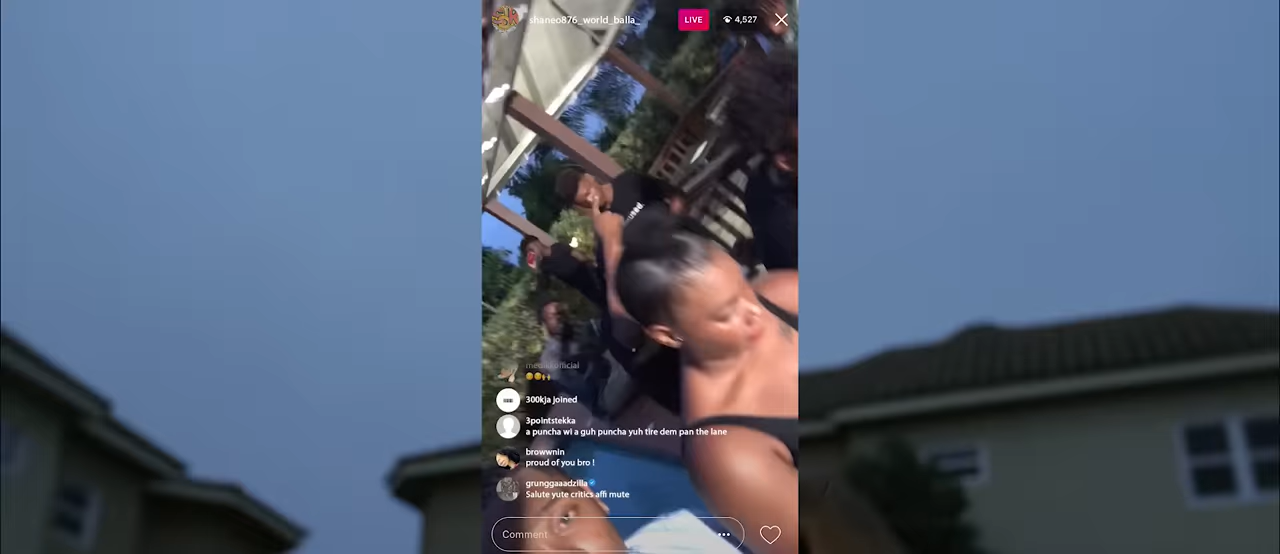 shaneo876_world_balla_
LIVE
4,527
300kja joined
3pointstekka
a puncha wi a guh puncha yuh tire dem pan the lane
browwnin
proud of you bro !
grunggaaadzilla
Salute yute critics affi mute
Comment